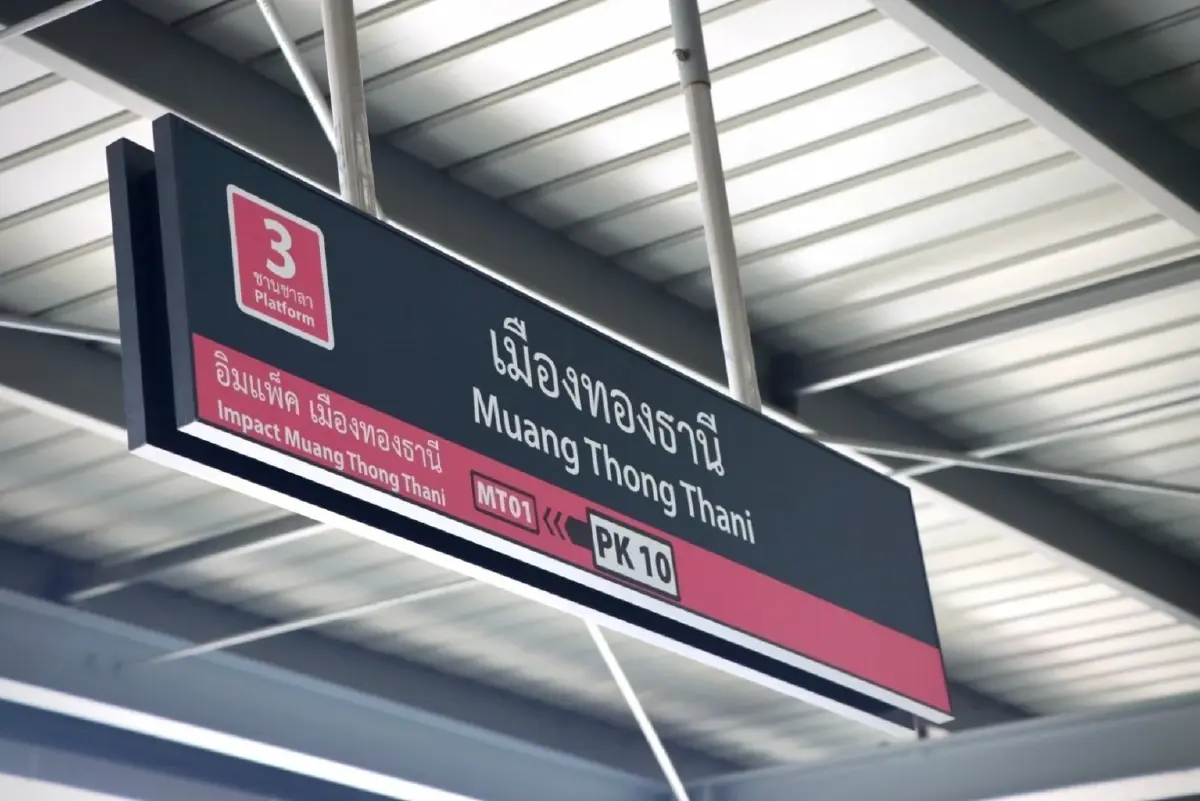 3
ชานชาลา
Platform
เมืองทองธานี
Muang Thong Thani
อิมแพ็ค เมืองทองธานี
Impact Muang Thong Thani
MT01
PK 10